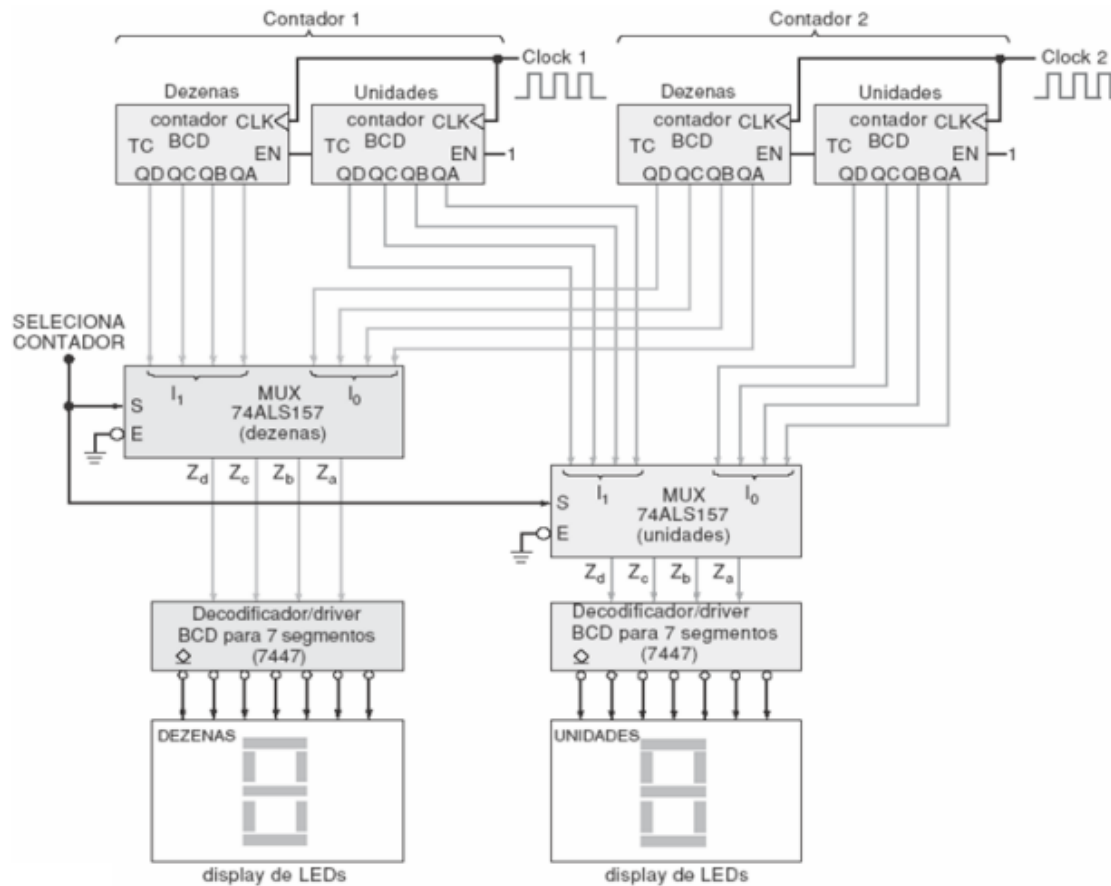 Contador 1
Contador 2
Clock 1
Clock 2
Dezenas
Unidades
Dezenas
Unidades
contador CLK
BCD
TC
EN
QD QC QB QA
contador CLK
BCD
TC
EN
1
QD QC QB QA
contador CLK
BCD
TC
EN
QD QC QB QA
contador CLK
BCD
TC
EN
1
QD QC QB QA
SELECIONA
CONTADOR
I1
I0
MUX
74ALS157
(dezenas)
S
E
Zd Zc Zb Za
I1
I0
MUX
74ALS157
(unidades)
S
E
Zd Zc Zb Za
Decodificador/driver
BCD para 7 segmentos
(7447)
Decodificador/driver
BCD para 7 segmentos
(7447)
DEZENAS
UNIDADES
display de LEDs
display de LEDs